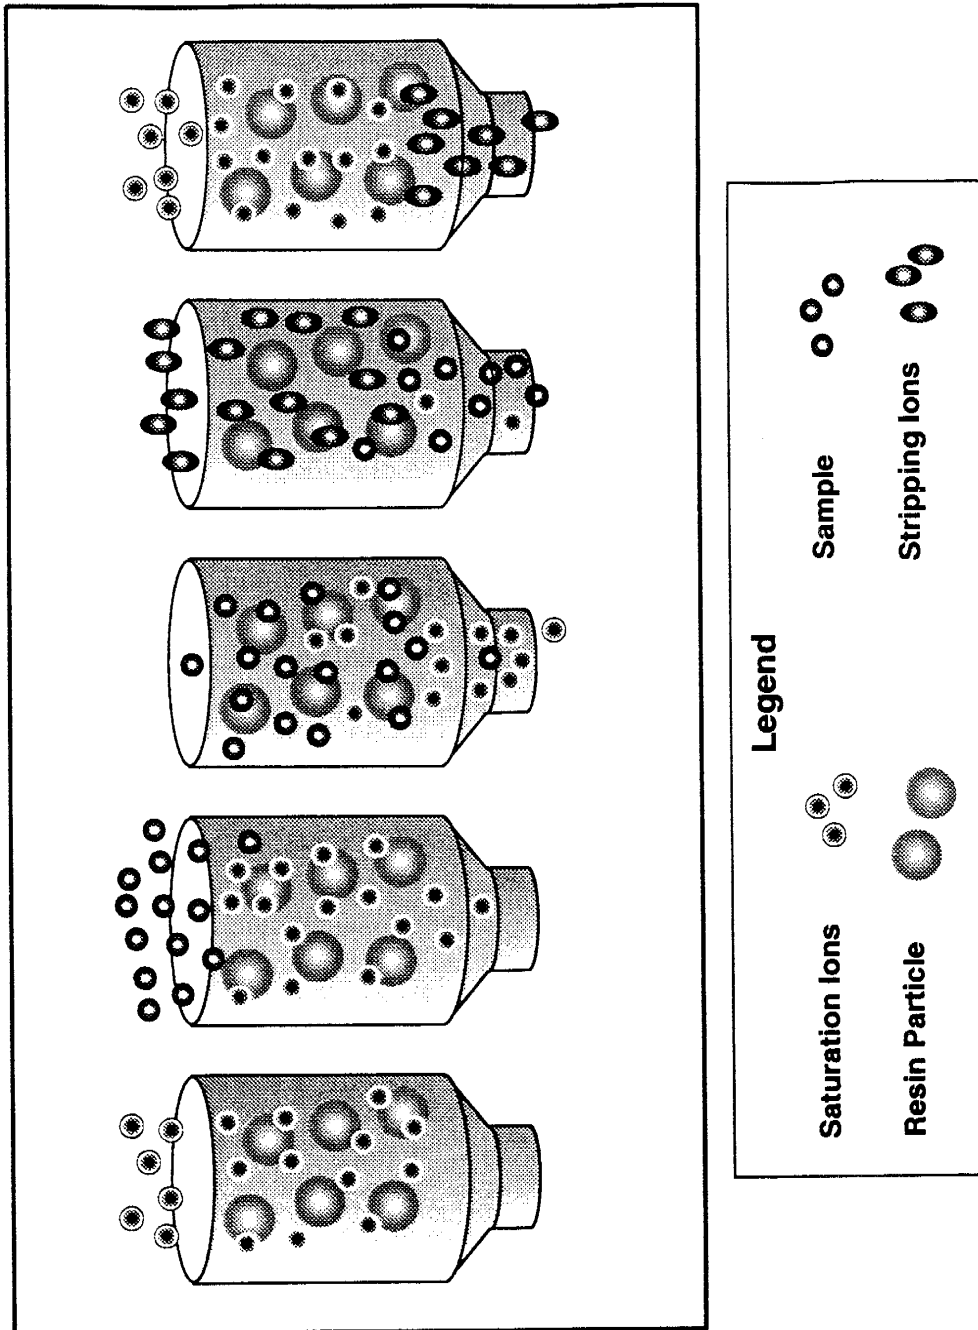 Legend
Saturation Ions
Sample
Resin Particle
Stripping Ions